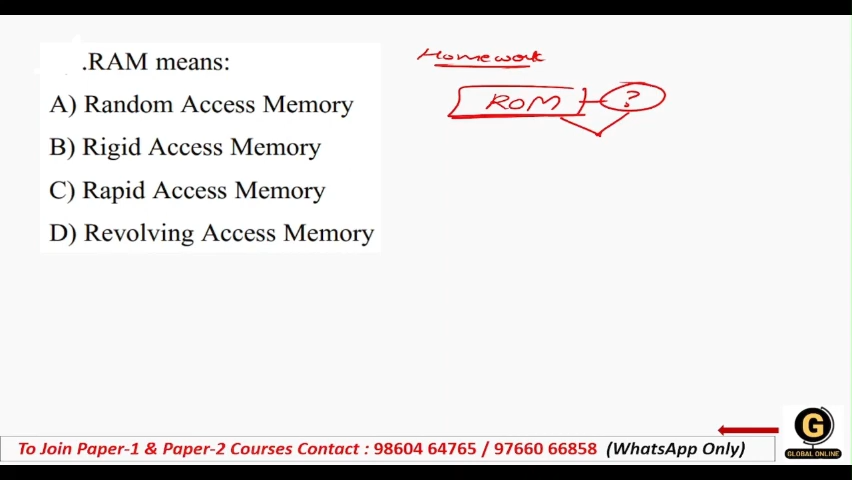 .RAM means:
A) Random Access Memory
B) Rigid Access Memory
C) Rapid Access Memory
D) Revolving Access Memory
Homework
ROM ?
G
GLOBAL ONLINE
To Join Paper-1 & Paper-2 Courses Contact : 98604 64765 / 97660 66858 (WhatsApp Only)